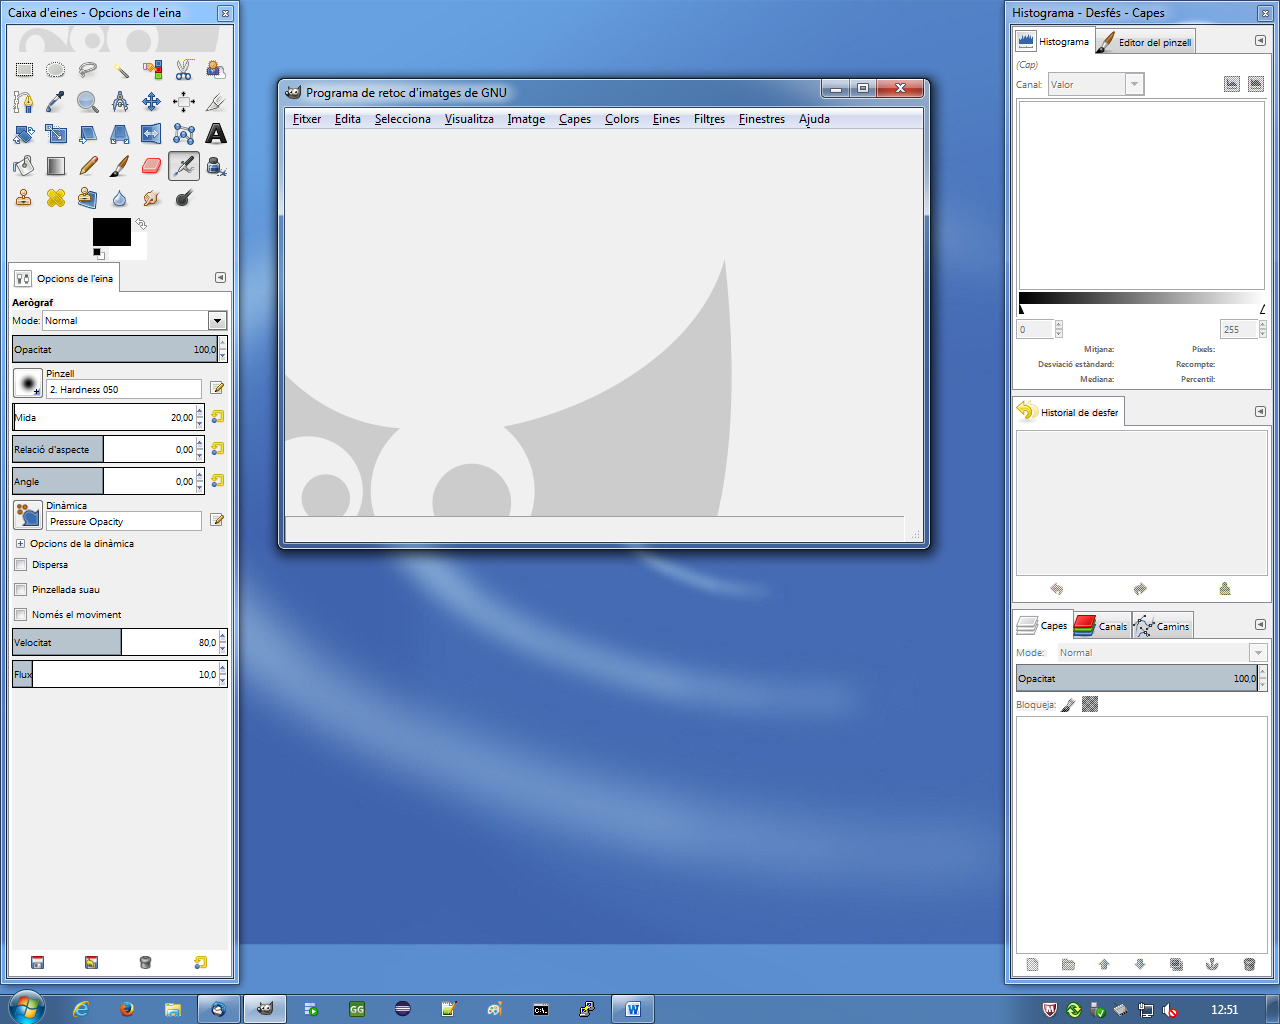 Caixa d'eines - Opcions de l'eina
Opcions de l'eina
Aerògraf
Mode: Normal
Opacitat 100,0
Pinzell
2. Hardness 050
Mida 20,00
Relació d'aspecte 0,00
Angle 0,00
Dinàmica
Pressure Opacity
Opcions de la dinàmica
Dispersa
Pinzellada suau
Només el moviment
Velocitat 80,0
Flux 10,0
Programa de retoc d'imatges de GNU
Fitxer Edita Selecciona Visualitza Imatge Capes Colors Eines Filtres Finestres Ajuda
Histograma - Desfés - Capes
Histograma Editor del pinzell
(Cap)
Canal: Valor
0 255
Mitjana: Píxels:
Desviació estàndard: Recompte:
Mediana: Percentil:
Historial de desfer
Capes Canals Camins
Mode: Normal
Opacitat 100,0
Bloqueja:
GG
C:\.
W
12:51